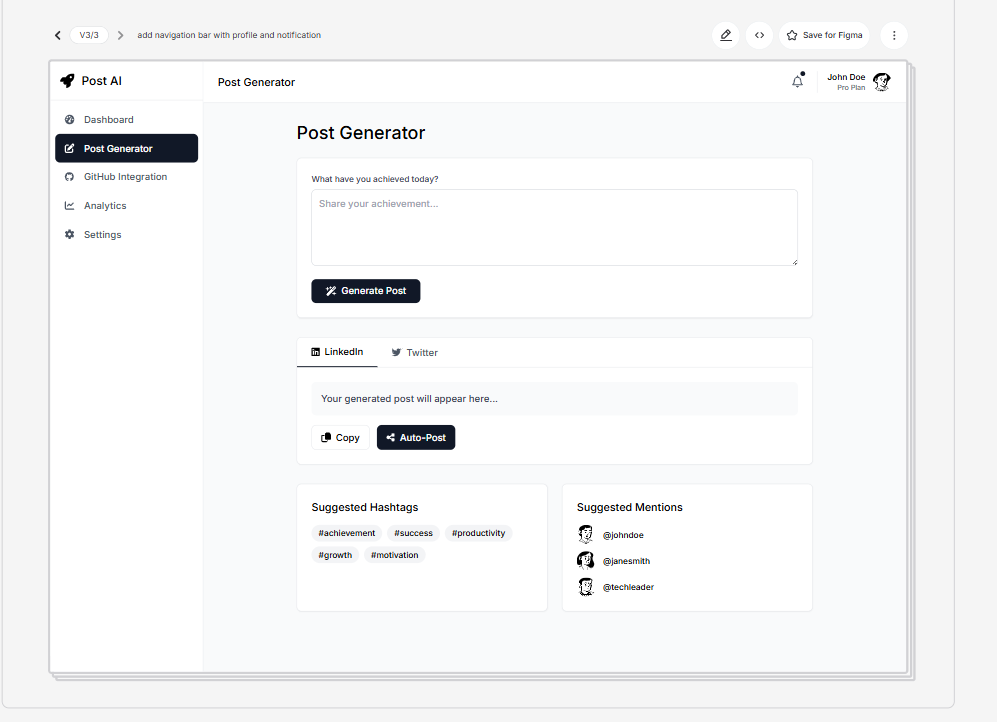 V3/3 add navigation bar with profile and notification Save for Figma
Post AI
Post Generator
John Doe
Pro Plan
Dashboard
Post Generator
GitHub Integration
Analytics
Settings
Post Generator
What have you achieved today?
Share your achievement...
Generate Post
LinkedIn Twitter
Your generated post will appear here...
Copy Auto-Post
Suggested Hashtags
#achievement #success #productivity
#growth #motivation
Suggested Mentions
@johndoe
@janesmith
@techleader